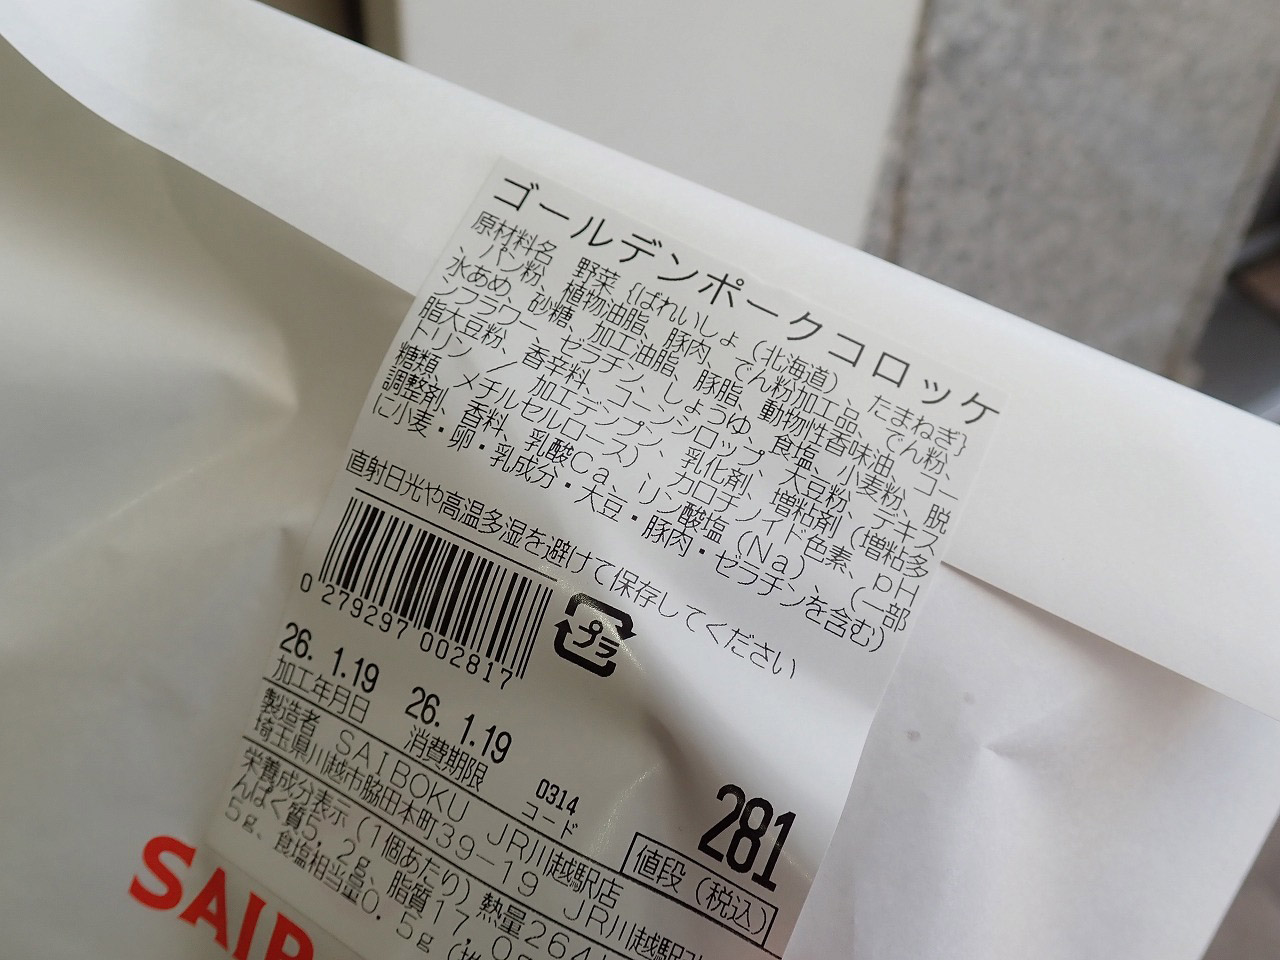 ゴールデンポークコロッケ
原材料名 野菜{ばれいしょ(北海道)、たまねぎ}
、パン粉、植物油脂、豚肉、でん粉加工品、でん粉、
水あめ、砂糖、加工油脂、豚脂、動物性香味油、コー
ンフラワー、ゼラチン、しょうゆ、食塩、小麦粉、脱
脂大豆粉、香辛料、コーンシロップ、大豆粉、デキス
トリン/加工デンプン、乳化剤、増粘剤(増粘多
糖類、メチルセルロース)、カロチノイド色素、pH
調整剤、香料、乳酸Ca、リン酸塩(Na)、(一部
に小麦・卵・乳成分・大豆・豚肉・ゼラチンを含む)
直射日光や高温多湿を避けて保存してください
0 279297 002817
プラ
26. 1.19 26. 1.19
加工年月日 消費期限
0314
コード
281
値段(税込)
製造者 SAIBOKU JR川越駅店
埼玉県川越市脇田本町39-19 JR川越駅
栄養成分表示(1個あたり)熱量264
んぱく質5.2g、脂質17.0g
5g、食塩相当量0.5g(
SAIB